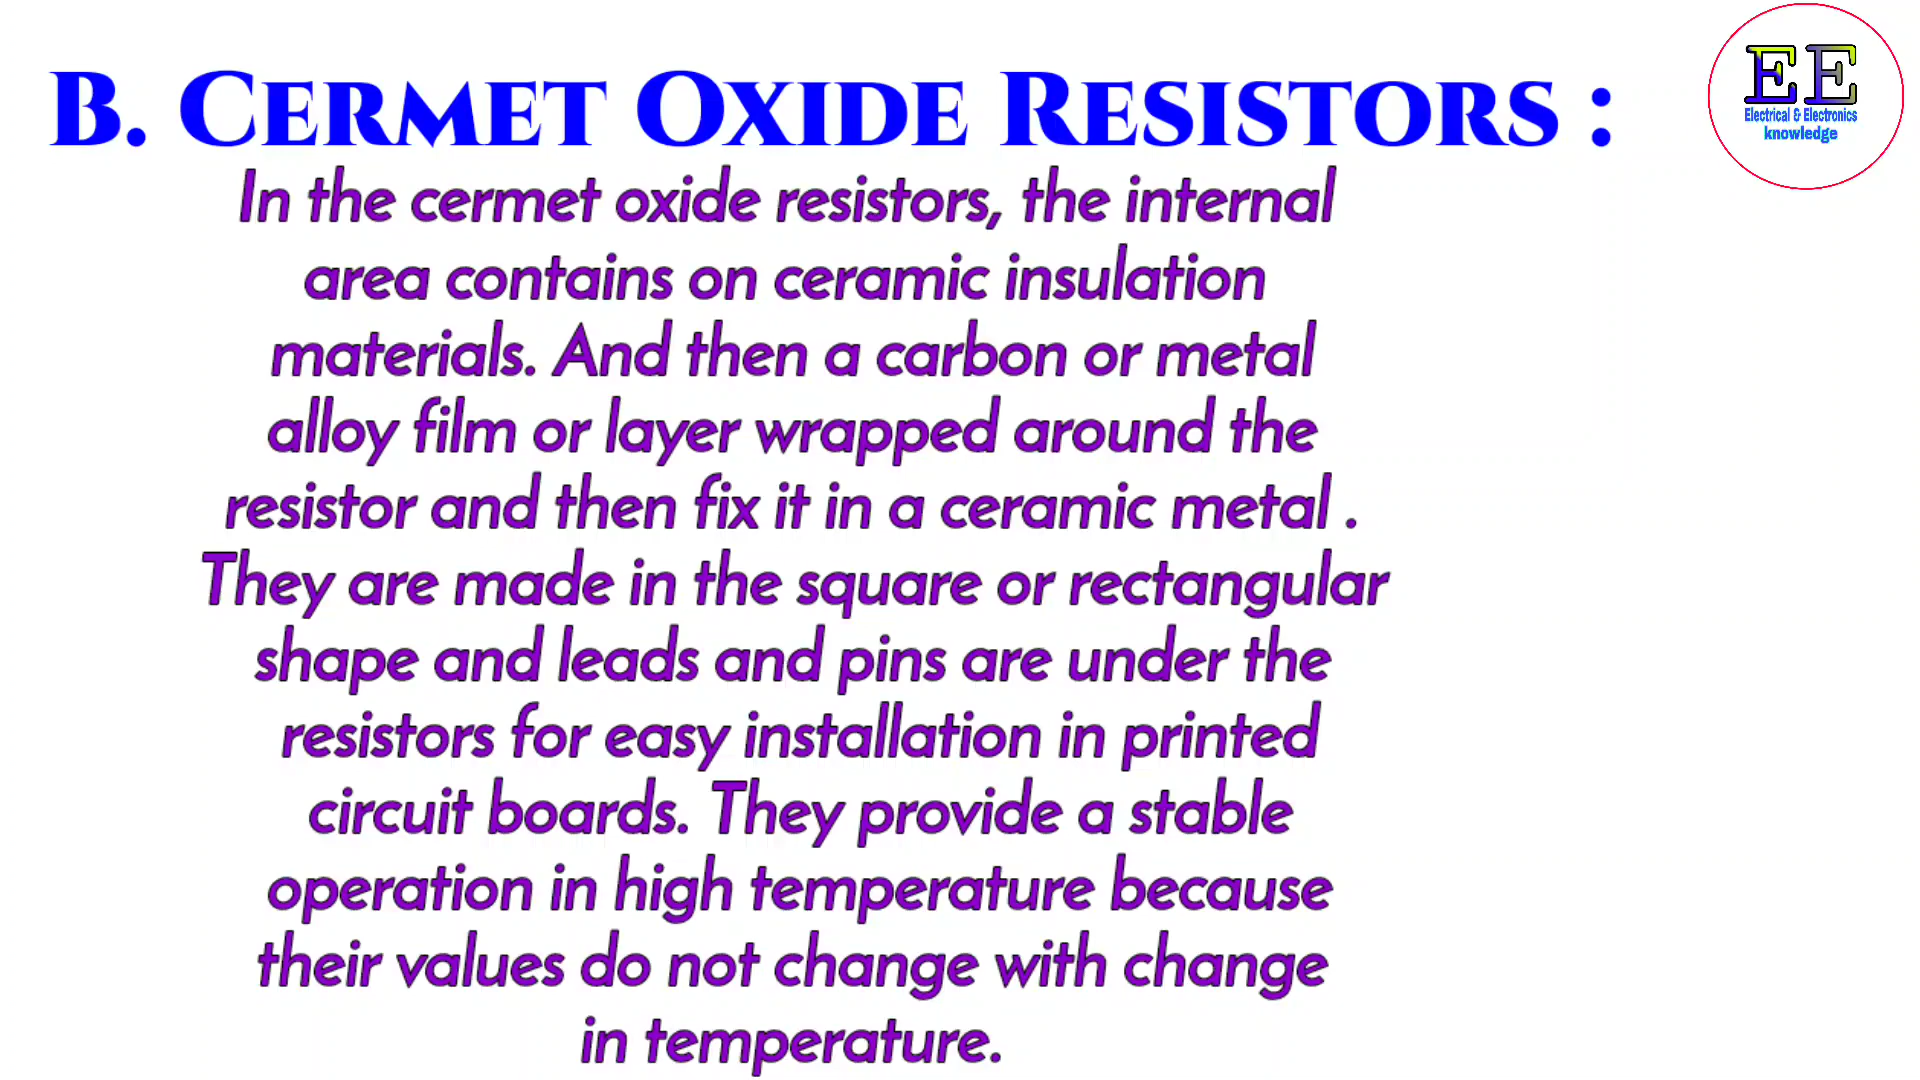 B. Cermet Oxide Resistors :
EE
Electrical & Electronics
knowledge
In the cermet oxide resistors, the internal
area contains on ceramic insulation
materials. And then a carbon or metal
alloy film or layer wrapped around the
resistor and then fix it in a ceramic metal .
They are made in the square or rectangular
shape and leads and pins are under the
resistors for easy installation in printed
circuit boards. They provide a stable
operation in high temperature because
their values do not change with change
in temperature.